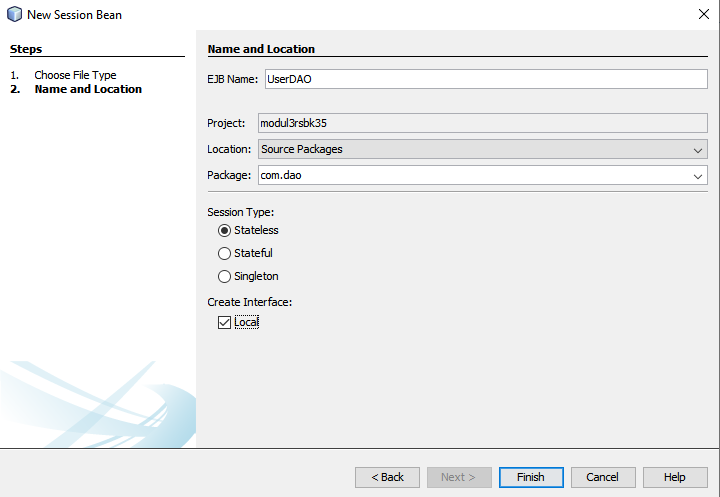 New Session Bean
Steps
1. Choose File Type
2. Name and Location
Name and Location
EJB Name: UserDAO
Project: modul3rsbk35
Location: Source Packages
Package: com.dao
Session Type:
Stateless
Stateful
Singleton
Create Interface:
Local
< Back Next > Finish Cancel Help